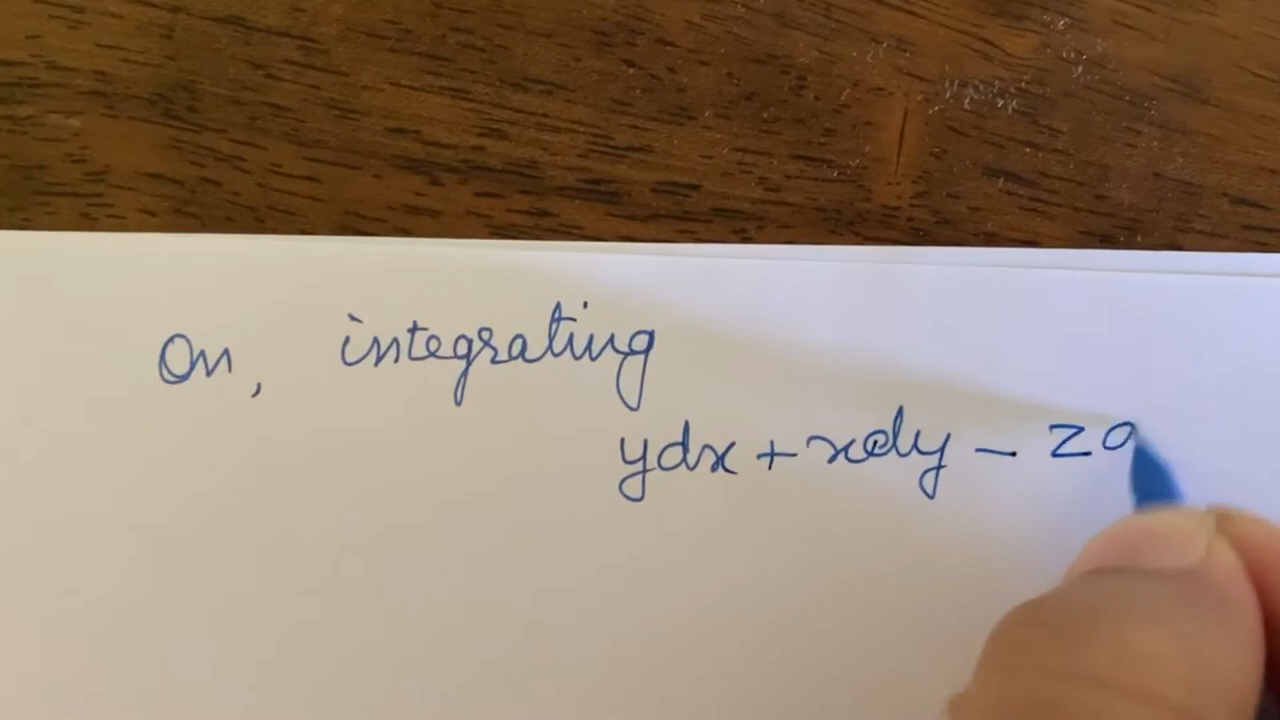 On, integrating
ydx + xdy - z